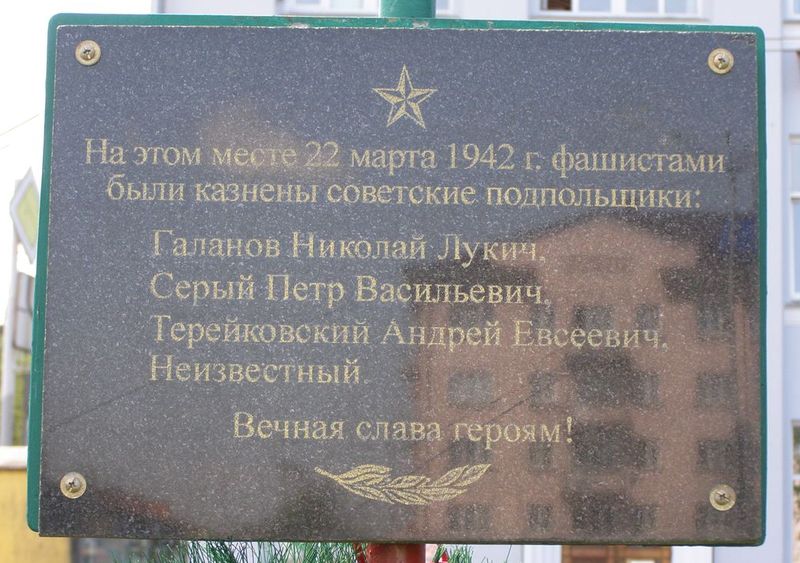 На этом месте 22 марта 1942 г. фашистами
были казнены советские подпольщики:
Галанов Николай Лукич,
Серый Петр Васильевич,
Терейковский Андрей Евсеевич,
Неизвестный.
Вечная слава героям!